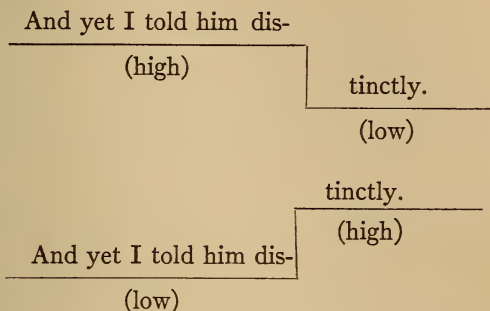 And yet I told him dis-
(high)
tinctly.
(low)
tinctly.
(high)
And yet I told him dis-
(low)